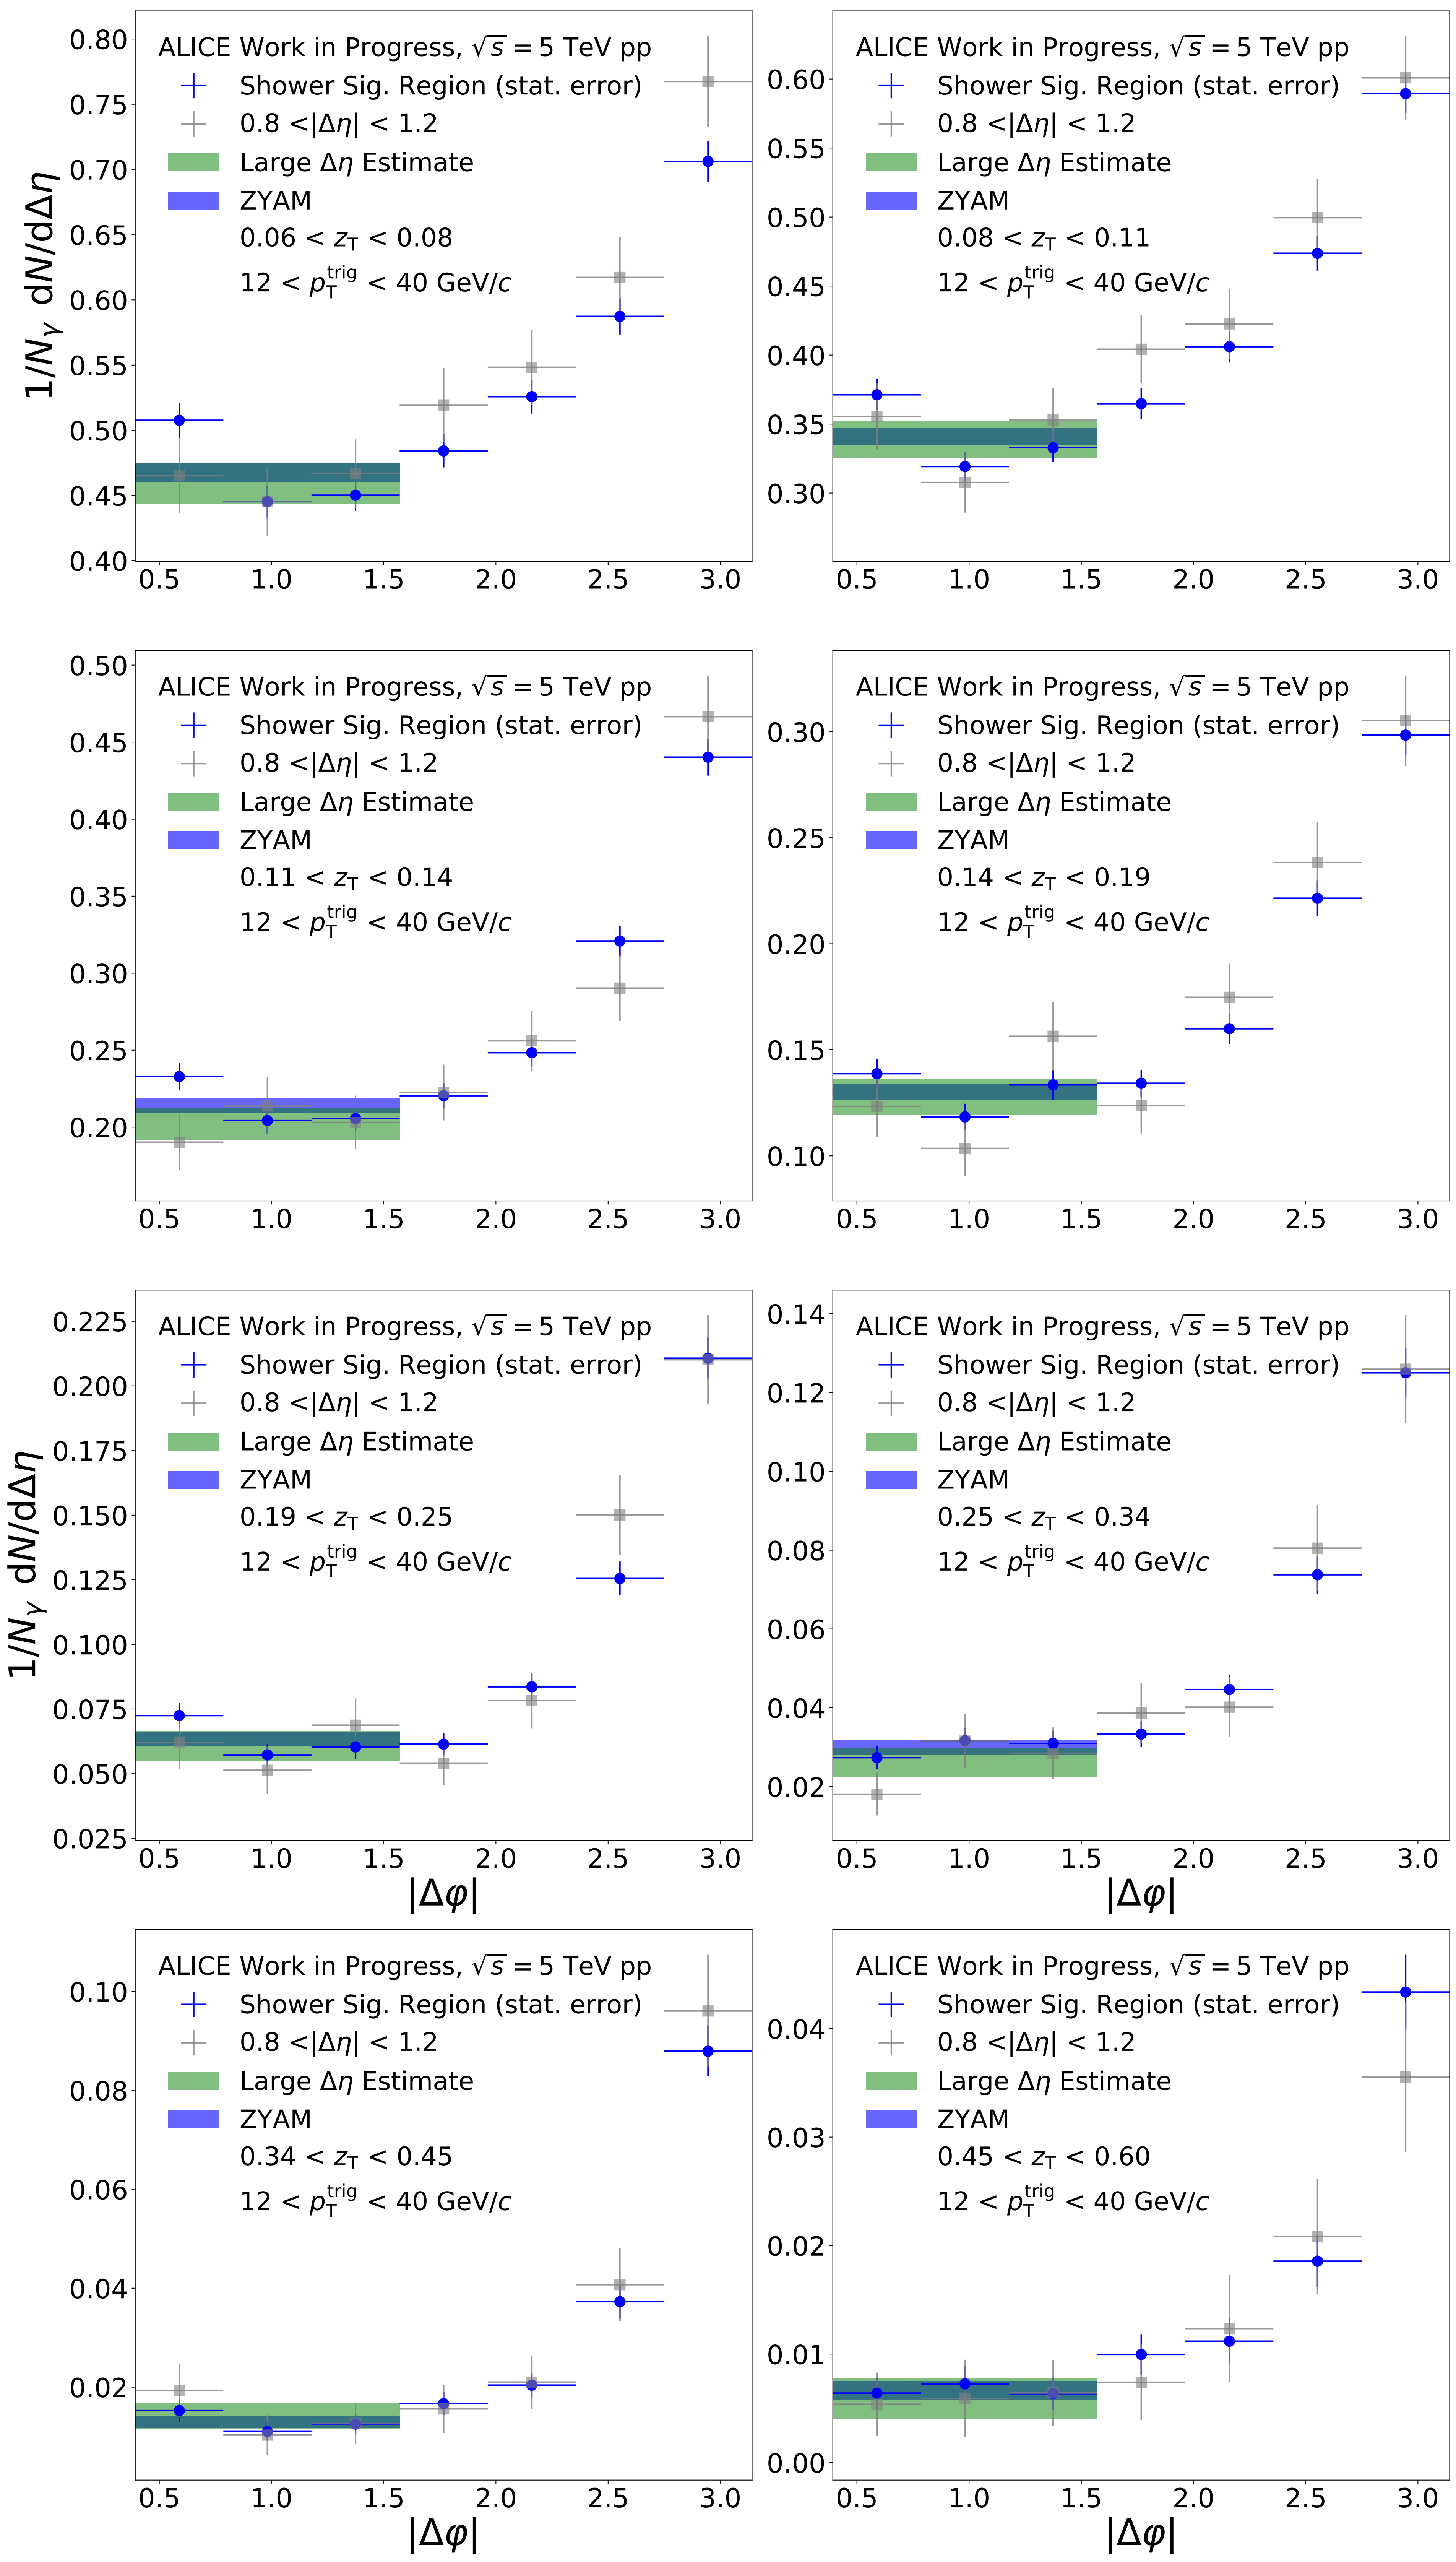 1/Nγ dN/dΔη
0.80
0.75
0.70
0.65
0.60
0.55
0.50
0.45
0.40
ALICE Work in Progress, √s = 5 TeV pp
Shower Sig. Region (stat. error)
0.8 <|Δη| < 1.2
Large Δη Estimate
ZYAM
0.06 < zT < 0.08
12 < pT^trig < 40 GeV/c
0.5 1.0 1.5 2.0 2.5 3.0
0.60
0.55
0.50
0.45
0.40
0.35
0.30
ALICE Work in Progress, √s = 5 TeV pp
Shower Sig. Region (stat. error)
0.8 <|Δη| < 1.2
Large Δη Estimate
ZYAM
0.08 < zT < 0.11
12 < pT^trig < 40 GeV/c
0.5 1.0 1.5 2.0 2.5 3.0
0.50
0.45
0.40
0.35
0.30
0.25
0.20
ALICE Work in Progress, √s = 5 TeV pp
Shower Sig. Region (stat. error)
0.8 <|Δη| < 1.2
Large Δη Estimate
ZYAM
0.11 < zT < 0.14
12 < pT^trig < 40 GeV/c
0.5 1.0 1.5 2.0 2.5 3.0
0.30
0.25
0.20
0.15
0.10
ALICE Work in Progress, √s = 5 TeV pp
Shower Sig. Region (stat. error)
0.8 <|Δη| < 1.2
Large Δη Estimate
ZYAM
0.14 < zT < 0.19
12 < pT^trig < 40 GeV/c
0.5 1.0 1.5 2.0 2.5 3.0
1/Nγ dN/dΔη
0.225
0.200
0.175
0.150
0.125
0.100
0.075
0.050
0.025
ALICE Work in Progress, √s = 5 TeV pp
Shower Sig. Region (stat. error)
0.8 <|Δη| < 1.2
Large Δη Estimate
ZYAM
0.19 < zT < 0.25
12 < pT^trig < 40 GeV/c
0.5 1.0 1.5 2.0 2.5 3.0
|Δφ|
0.14
0.12
0.10
0.08
0.06
0.04
0.02
ALICE Work in Progress, √s = 5 TeV pp
Shower Sig. Region (stat. error)
0.8 <|Δη| < 1.2
Large Δη Estimate
ZYAM
0.25 < zT < 0.34
12 < pT^trig < 40 GeV/c
0.5 1.0 1.5 2.0 2.5 3.0
|Δφ|
0.10
0.08
0.06
0.04
0.02
ALICE Work in Progress, √s = 5 TeV pp
Shower Sig. Region (stat. error)
0.8 <|Δη| < 1.2
Large Δη Estimate
ZYAM
0.34 < zT < 0.45
12 < pT^trig < 40 GeV/c
0.5 1.0 1.5 2.0 2.5 3.0
|Δφ|
0.04
0.03
0.02
0.01
0.00
ALICE Work in Progress, √s = 5 TeV pp
Shower Sig. Region (stat. error)
0.8 <|Δη| < 1.2
Large Δη Estimate
ZYAM
0.45 < zT < 0.60
12 < pT^trig < 40 GeV/c
0.5 1.0 1.5 2.0 2.5 3.0
|Δφ|